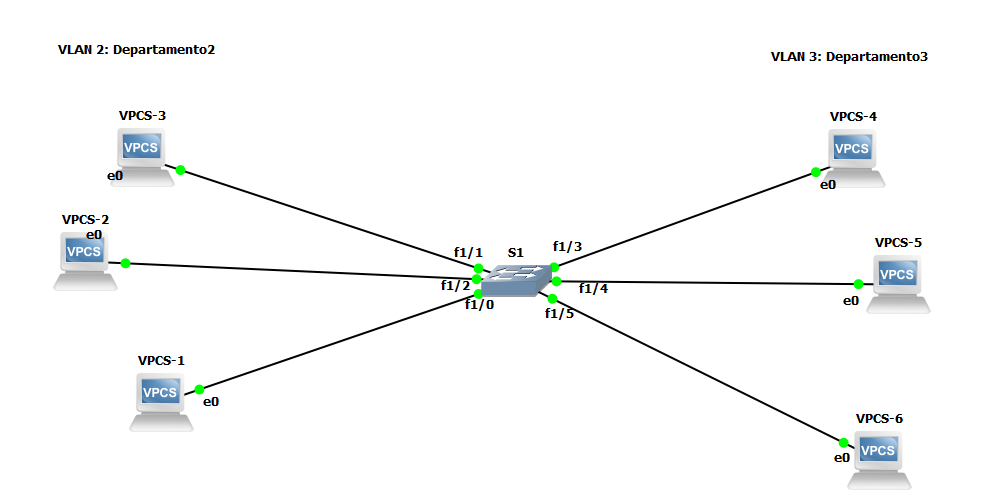 VLAN 2: Departamento2
VLAN 3: Departamento3
VPCS-3
VPCS
e0
VPCS-4
VPCS
e0
VPCS-2
e0
VPCS
VPCS-5
VPCS
e0
f1/1
S1
f1/3
f1/2
f1/4
f1/0
f1/5
VPCS-1
VPCS
e0
VPCS-6
VPCS
e0